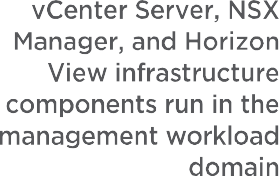 vCenter Server, NSX
Manager, and Horizon
View infrastructure
components run in the
management workload
domain